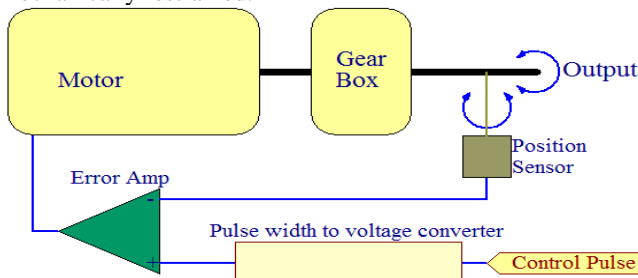 Motor
Gear
Box
Output
Position
Sensor
Error Amp
-
Pulse width to voltage converter
+
Control Pulse